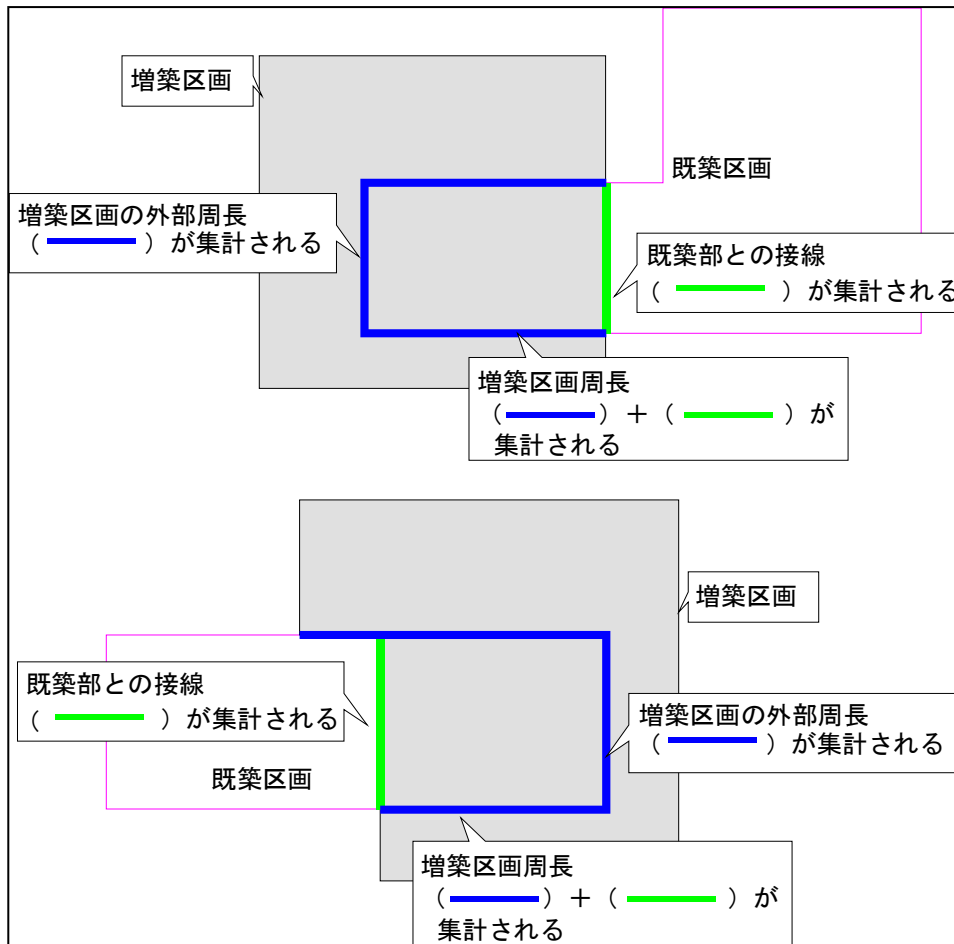 増築区画
既築区画
増築区画の外部周長
（　　）が集計される
既築部との接線
（　　）が集計される
増築区画周長
（　　）＋（　　）が
集計される
増築区画
既築部との接線
（　　）が集計される
増築区画の外部周長
（　　）が集計される
既築区画
増築区画周長
（　　）＋（　　）が
集計される